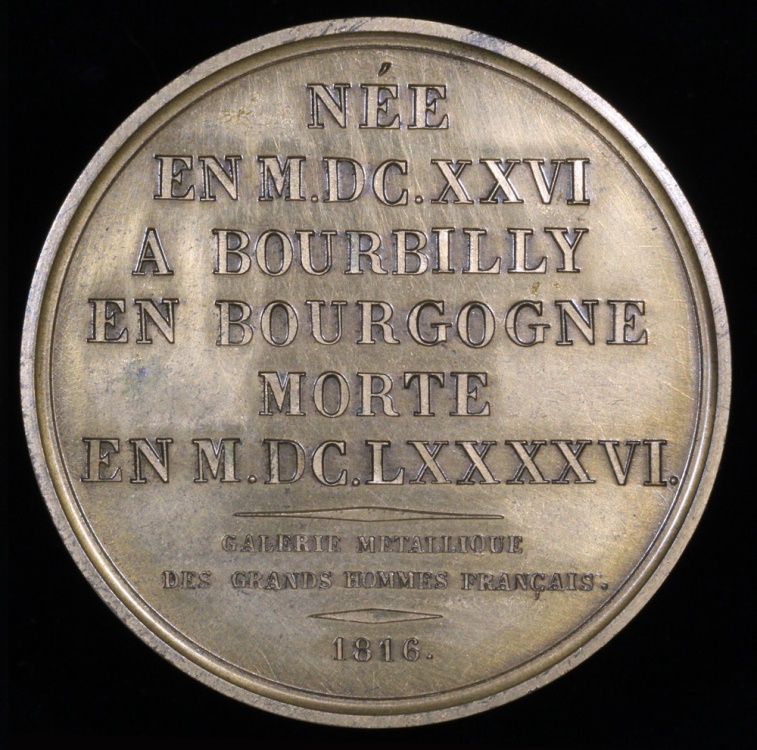 NÉE
EN M.DC.XXVI
A BOURBILLY
EN BOURGOGNE
MORTE
EN M.DC.LXXXXVI.
GALERIE METALLIQUE
DES GRANDS HOMMES FRANÇAIS.
1816.